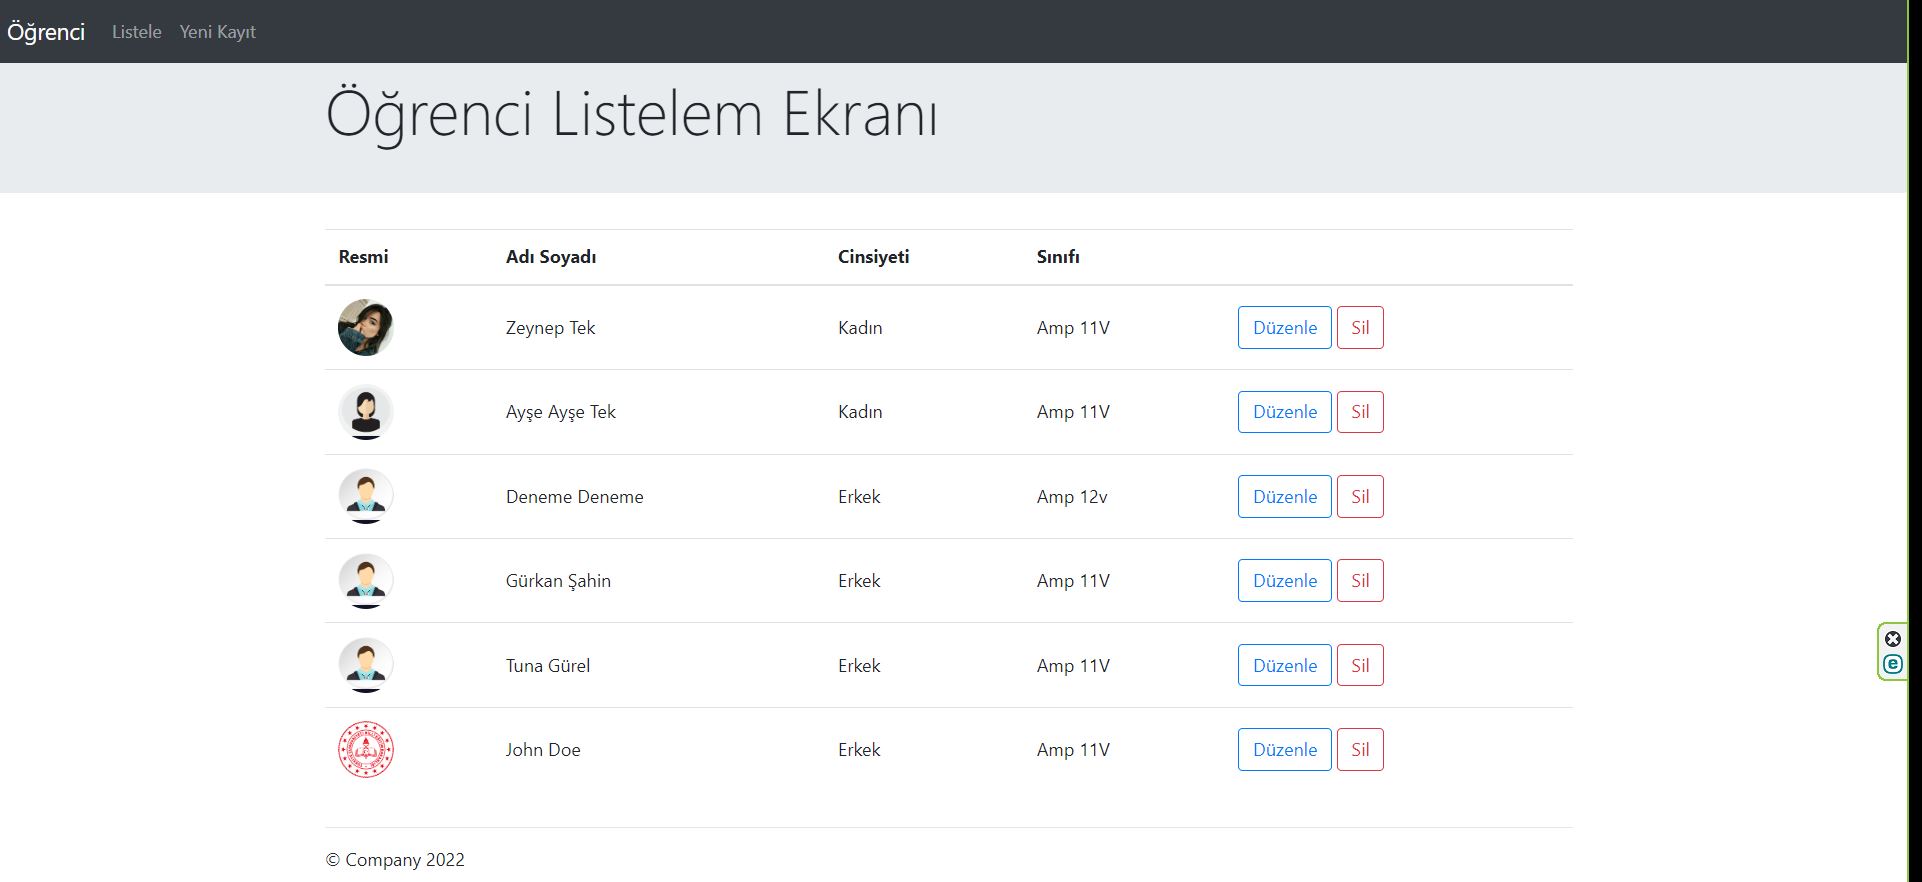 Öğrenci Listele Yeni Kayıt
Öğrenci Listelem Ekranı
Resmi Adı Soyadı Cinsiyeti Sınıfı
Zeynep Tek Kadın Amp 11V Düzenle Sil
Ayşe Ayşe Tek Kadın Amp 11V Düzenle Sil
Deneme Deneme Erkek Amp 12v Düzenle Sil
Gürkan Şahin Erkek Amp 11V Düzenle Sil
Tuna Gürel Erkek Amp 11V Düzenle Sil
John Doe Erkek Amp 11V Düzenle Sil
© Company 2022